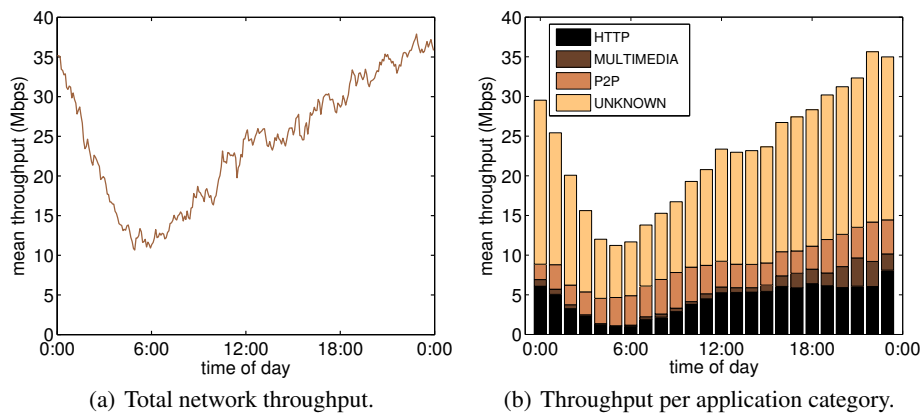 40
35
30
25
20
15
10
5
0
mean throughput (Mbps)
0:00 6:00 12:00 18:00 0:00
time of day
(a) Total network throughput.
40
35
30
25
20
15
10
5
0
mean throughput (Mbps)
HTTP
MULTIMEDIA
P2P
UNKNOWN
0:00 6:00 12:00 18:00 0:00
time of day
(b) Throughput per application category.